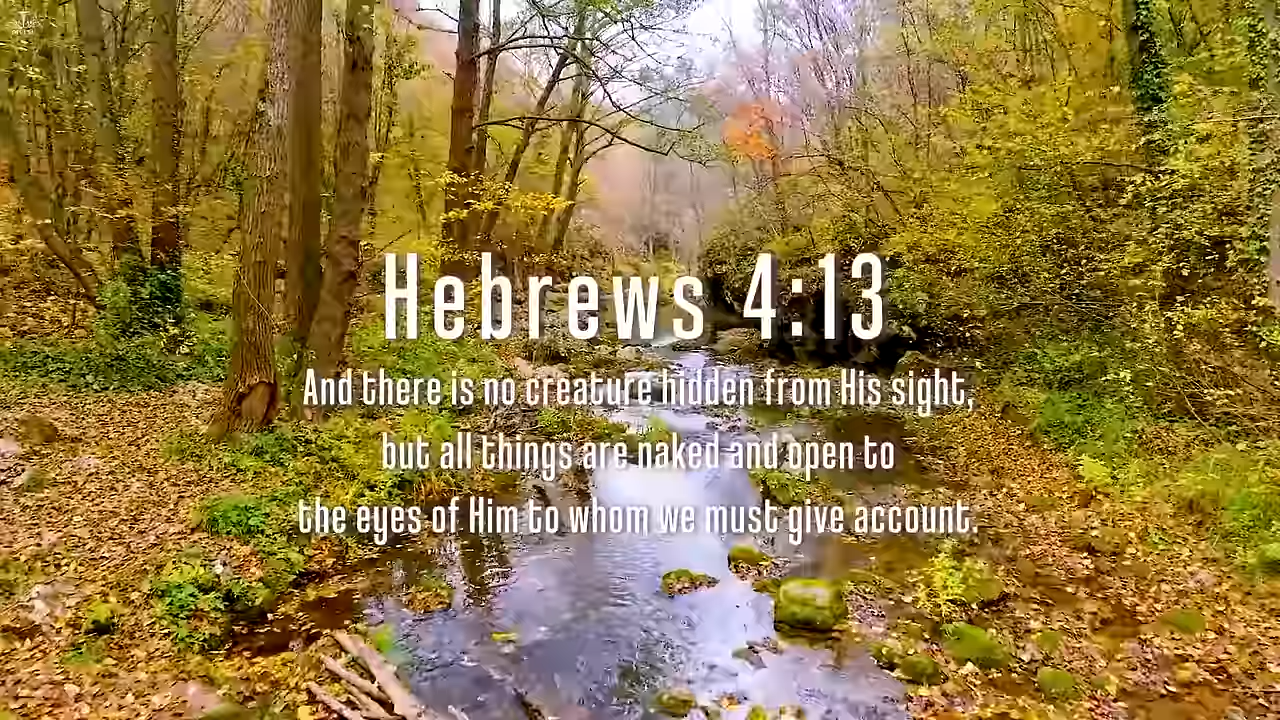 Hebrews 4:13
And there is no creature hidden from His sight,
but all things are naked and open to
the eyes of Him to whom we must give account.